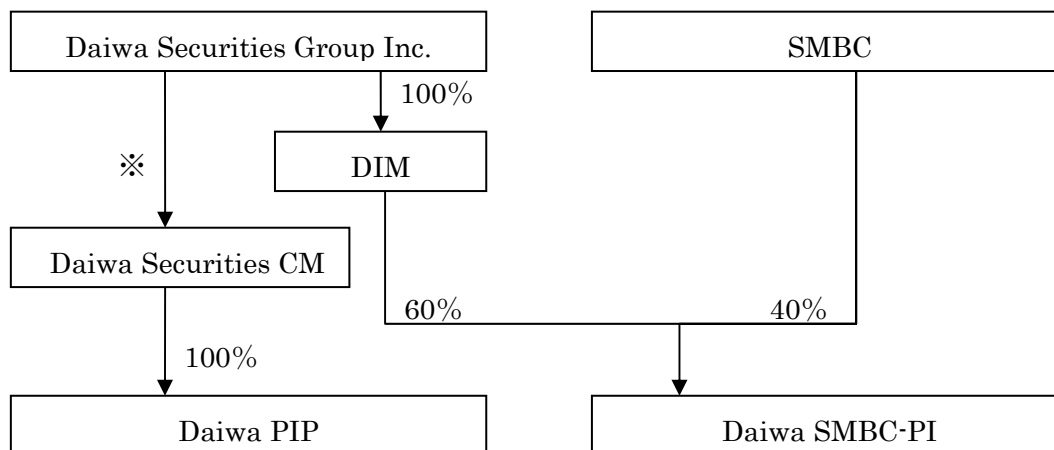 Daiwa Securities Group Inc.
SMBC
100%
DIM
※
Daiwa Securities CM
60%
40%
100%
Daiwa PIP
Daiwa SMBC-PI